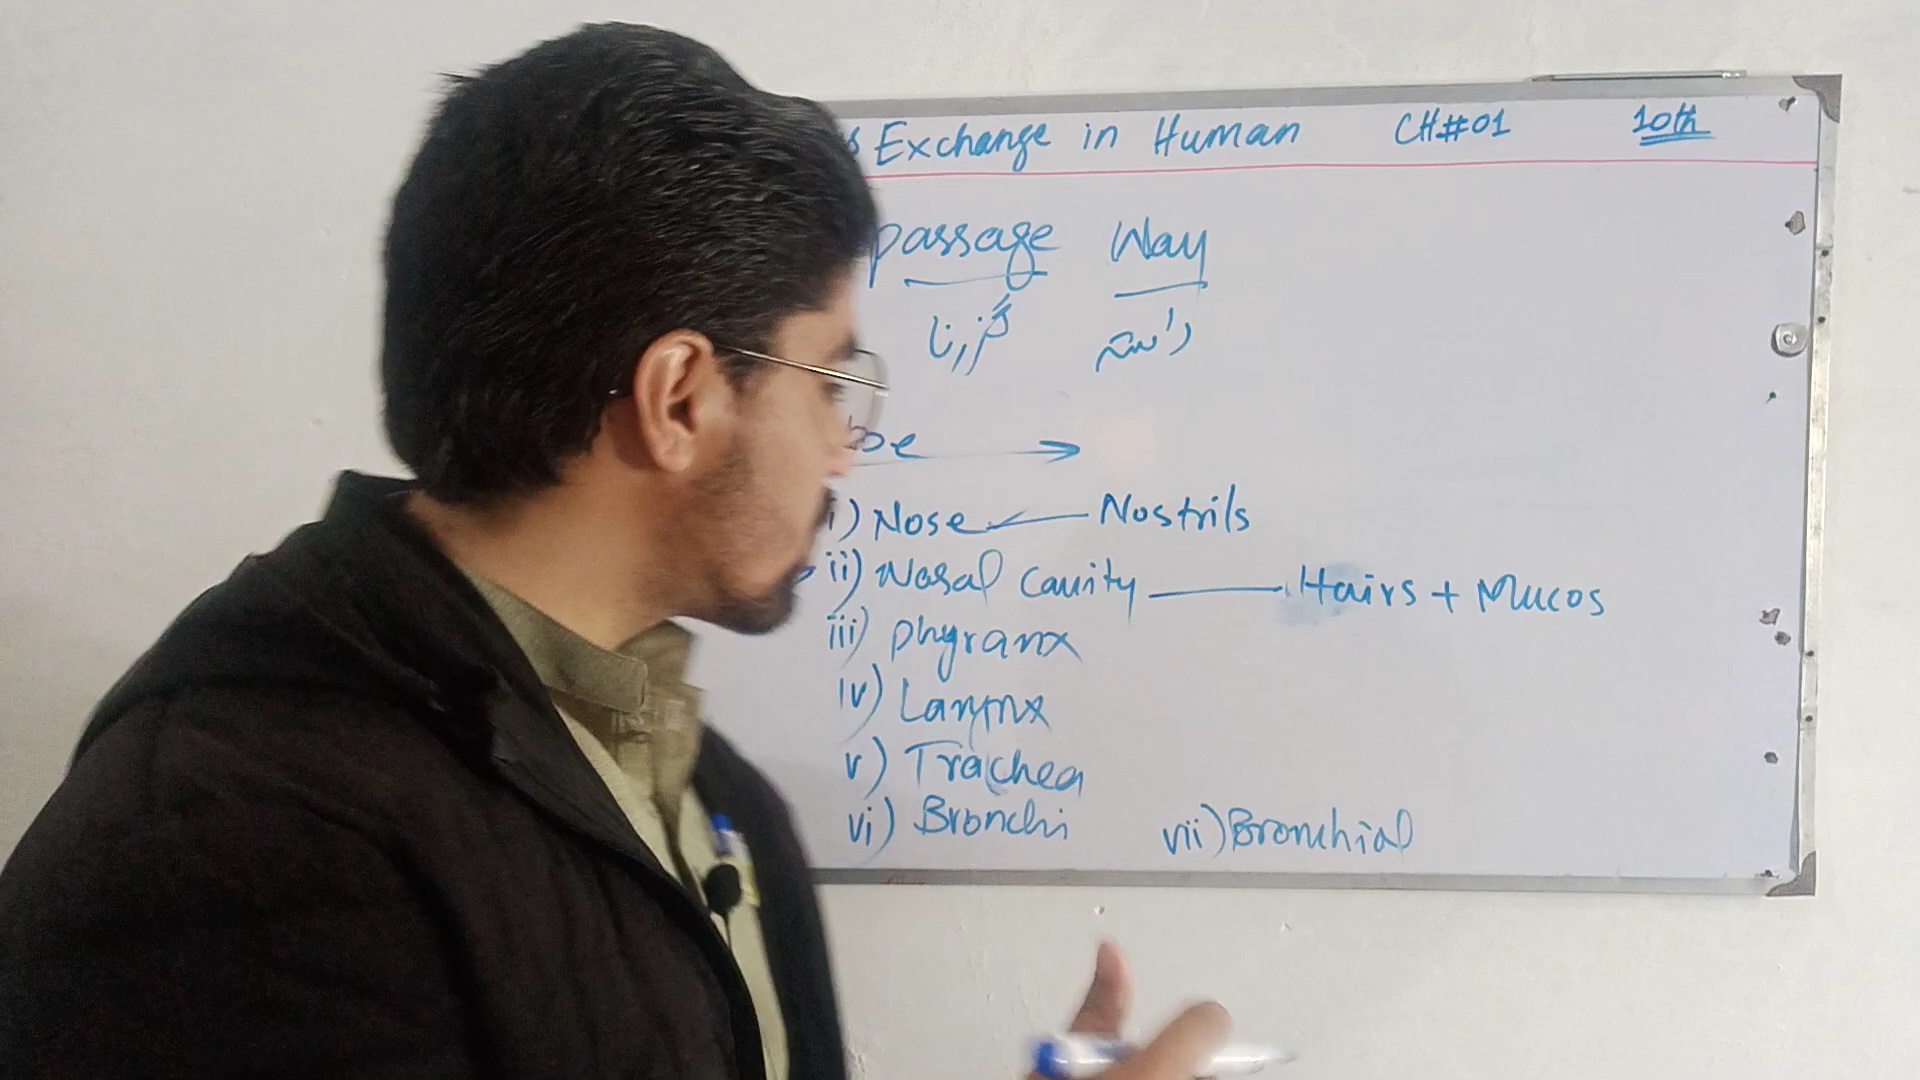 Exchange in Human CH#01 10th
passage Way
گزرنا راستہ
i) Nose Nostrils
ii) Nasal cavity Hairs + Mucos
iii) Phyranx
iv) Larynx
v) Trachea
vi) Bronchi vii) Bronchial